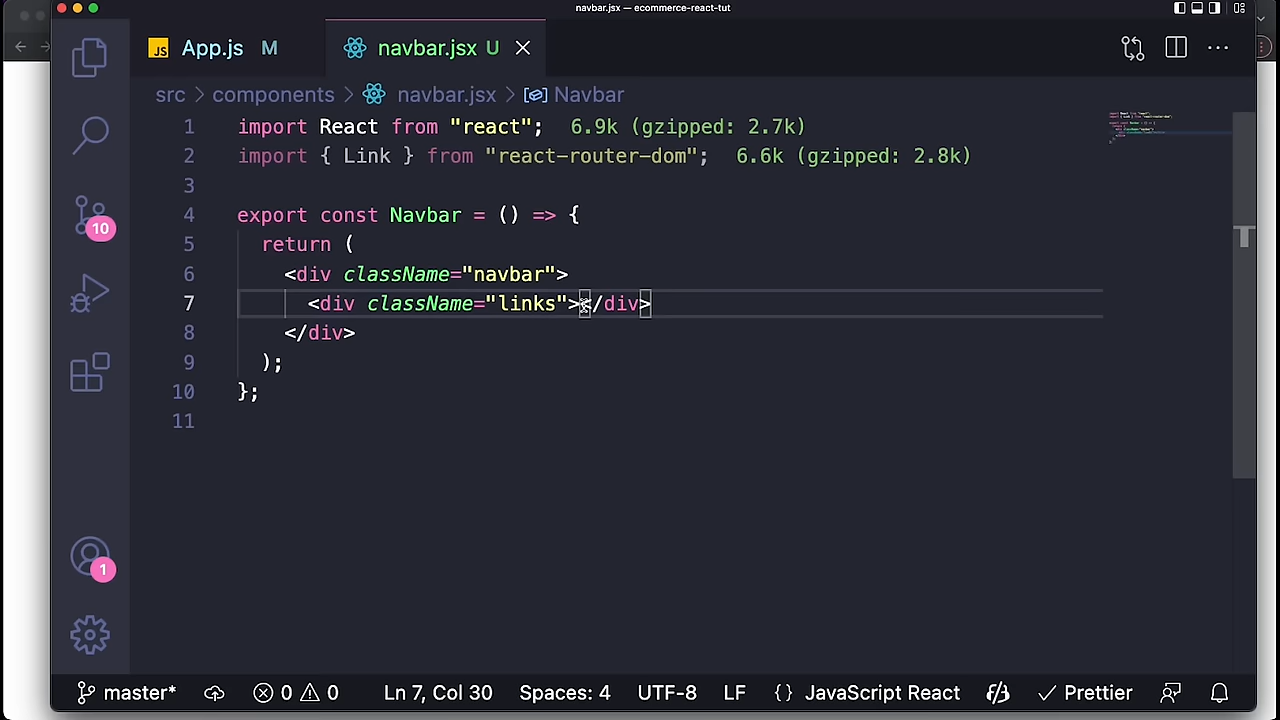 navbar.jsx — ecommerce-react-tut
JS App.js M navbar.jsx U
src > components > navbar.jsx > Navbar
1 import React from "react"; 6.9k (gzipped: 2.7k)
2 import { Link } from "react-router-dom"; 6.6k (gzipped: 2.8k)
3
4 export const Navbar = () => {
5 return (
6 <div className="navbar">
7 <div className="links"></div>
8 </div>
9 );
10 };
11
10
1
master* 0 0 Ln 7, Col 30 Spaces: 4 UTF-8 LF {} JavaScript React Prettier